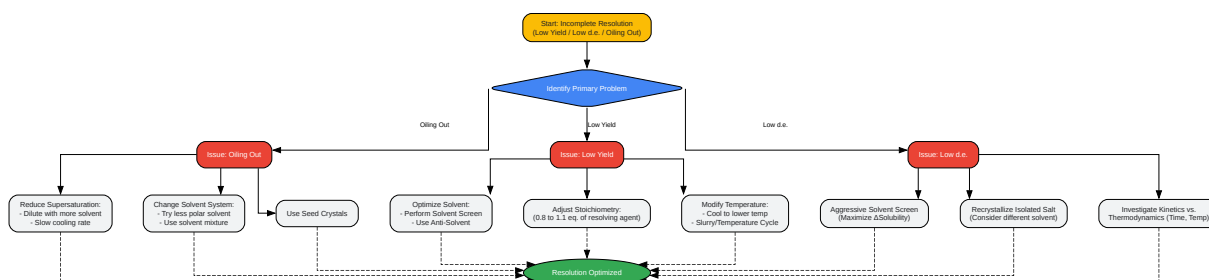 Start: Incomplete Resolution
(Low Yield / Low d.e. / Oiling Out)
Identify Primary Problem
Oiling Out
Low Yield
Low d.e.
Issue: Oiling Out
Issue: Low Yield
Issue: Low d.e.
Reduce Supersaturation:
- Dilute with more solvent
- Slow cooling rate
Change Solvent System:
- Try less polar solvent
- Use solvent mixture
Use Seed Crystals
Optimize Solvent:
- Perform Solvent Screen
- Use Anti-Solvent
Adjust Stoichiometry:
(0.8 to 1.1 eq. of resolving agent)
Modify Temperature:
- Cool to lower temp
- Slurry/Temperature Cycle
Aggressive Solvent Screen
(Maximize ΔSolubility)
Recrystallize Isolated Salt
(Consider different solvent)
Investigate Kinetics vs.
Thermodynamics (Time, Temp)
Resolution Optimized